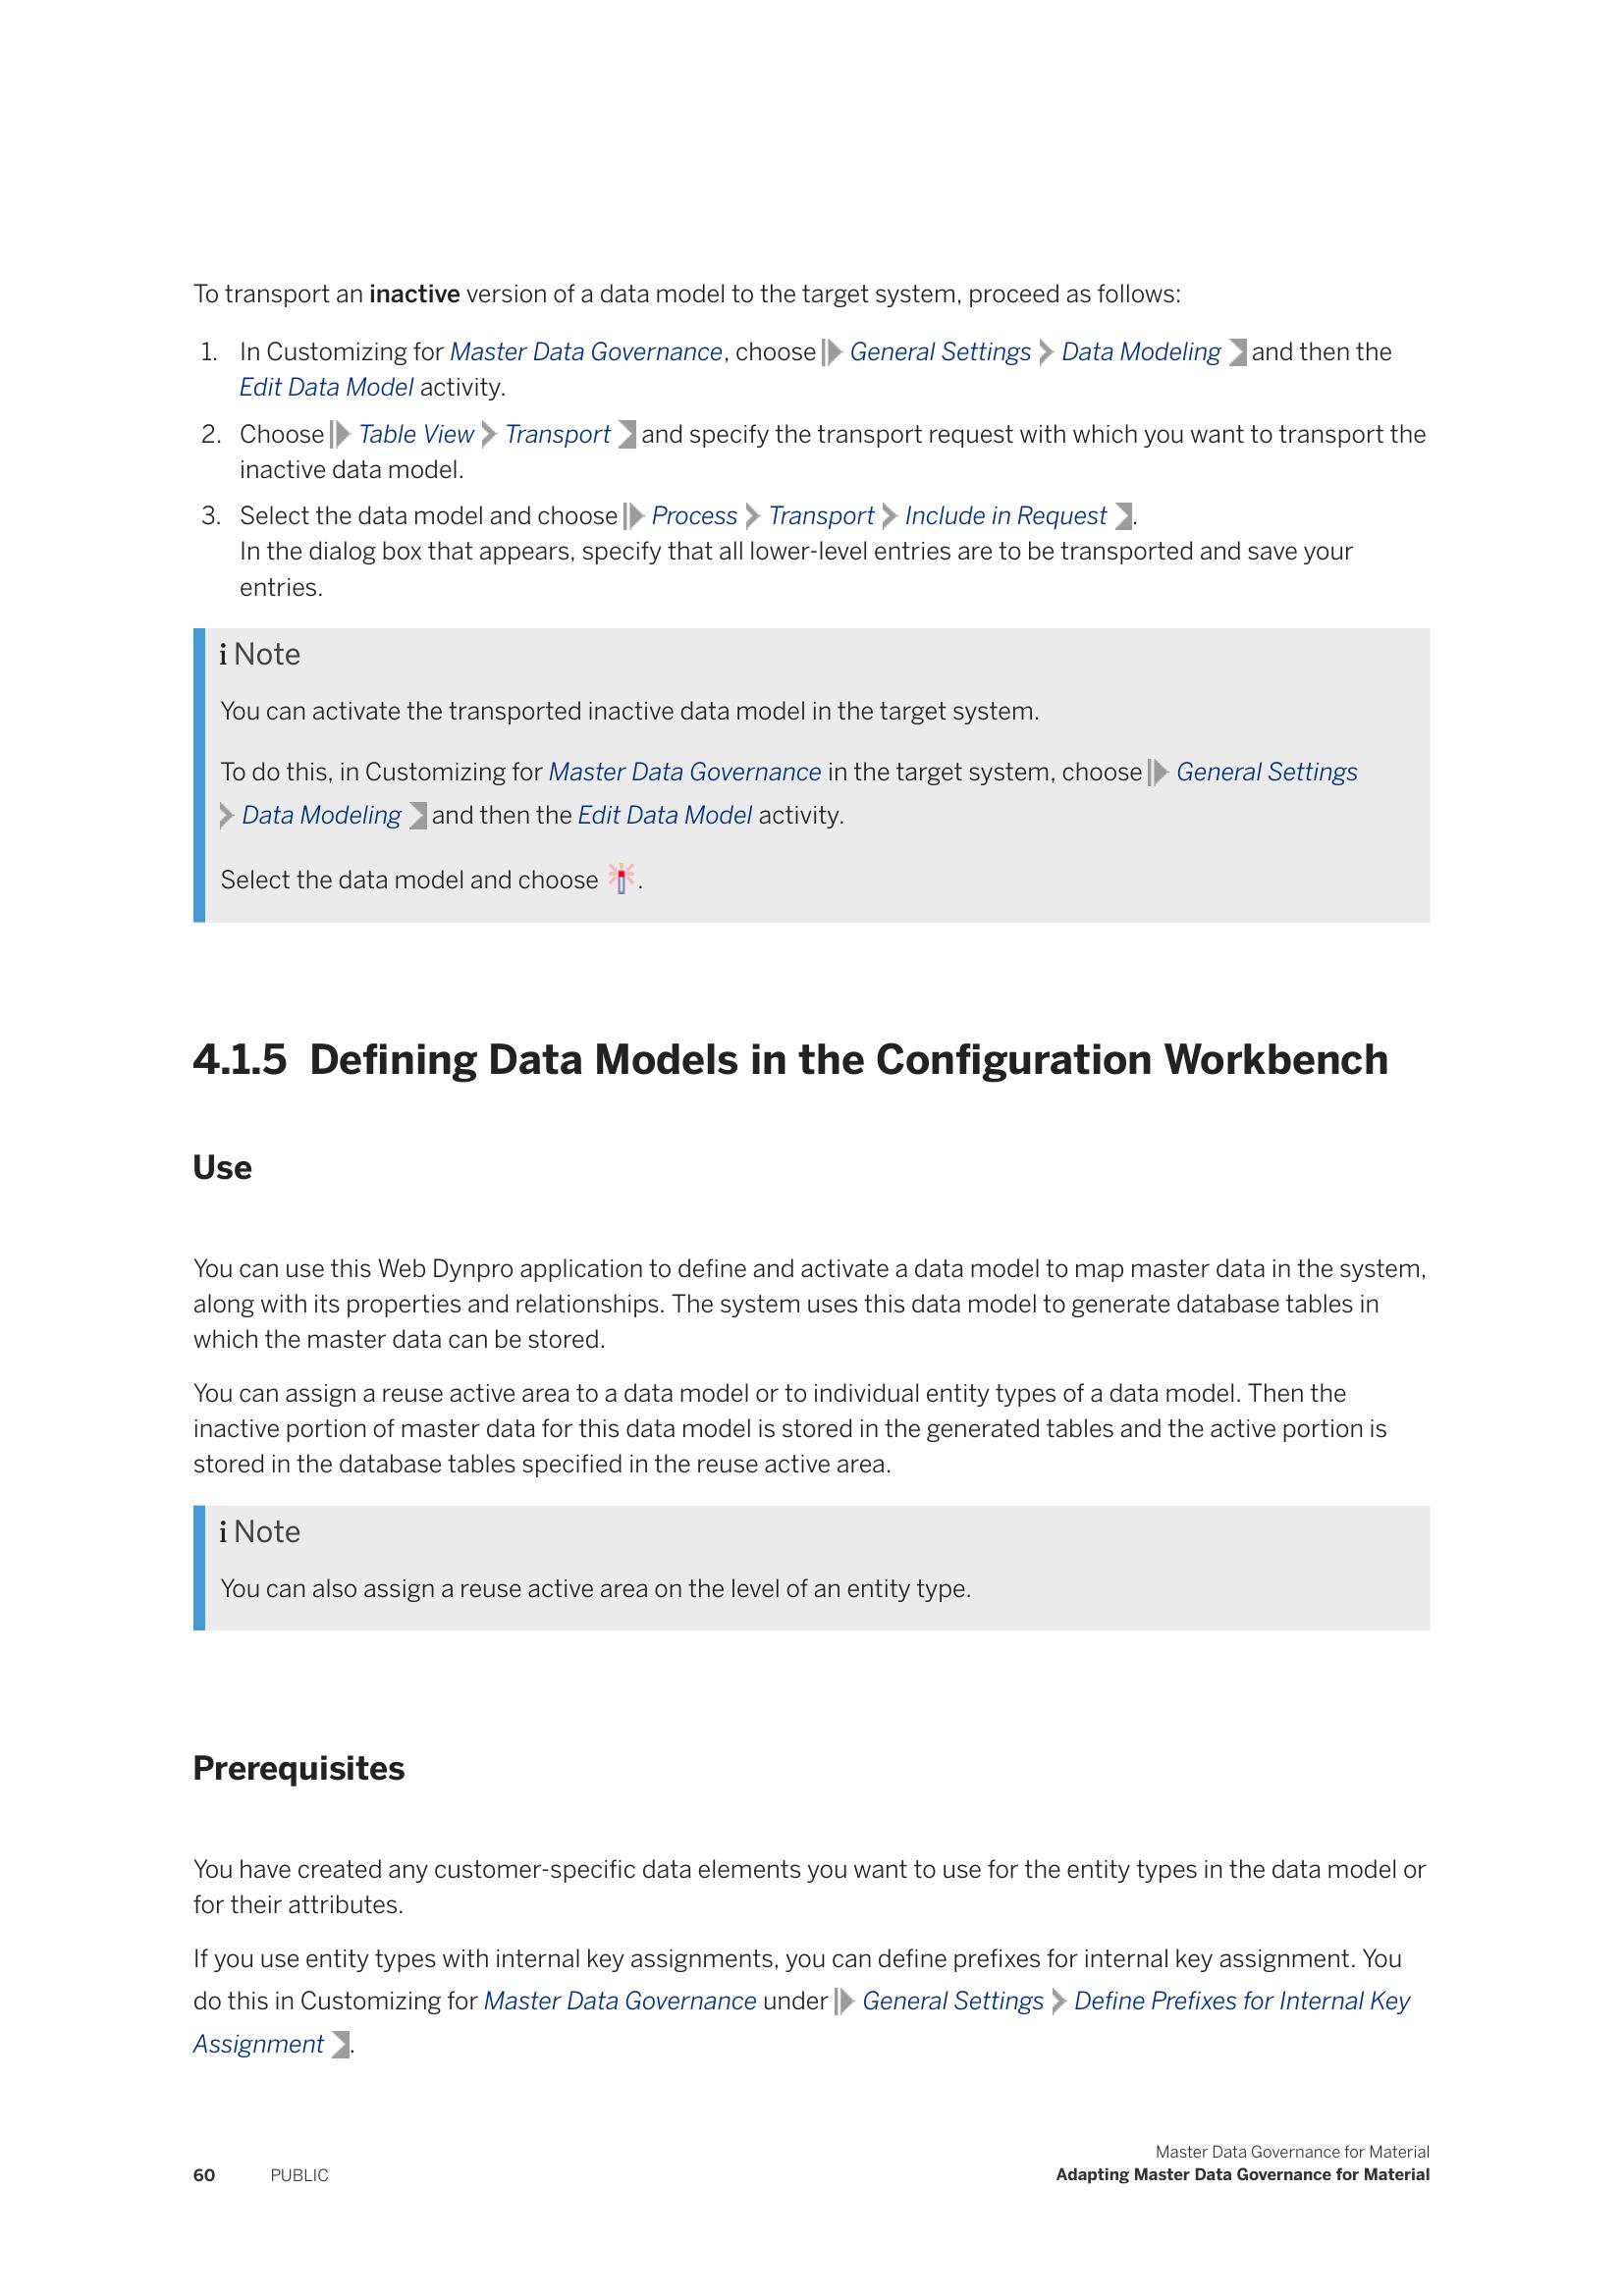 To transport an inactive version of a data model to the target system, proceed as follows:
1. In Customizing for Master Data Governance, choose General Settings Data Modeling and then the
Edit Data Model activity.
2. Choose Table View Transport and specify the transport request with which you want to transport the
inactive data model.
3. Select the data model and choose Process Transport Include in Request .
In the dialog box that appears, specify that all lower-level entries are to be transported and save your
entries.
i Note
You can activate the transported inactive data model in the target system.
To do this, in Customizing for Master Data Governance in the target system, choose General Settings
Data Modeling and then the Edit Data Model activity.
Select the data model and choose .
4.1.5 Defining Data Models in the Configuration Workbench
Use
You can use this Web Dynpro application to define and activate a data model to map master data in the system,
along with its properties and relationships. The system uses this data model to generate database tables in
which the master data can be stored.
You can assign a reuse active area to a data model or to individual entity types of a data model. Then the
inactive portion of master data for this data model is stored in the generated tables and the active portion is
stored in the database tables specified in the reuse active area.
i Note
You can also assign a reuse active area on the level of an entity type.
Prerequisites
You have created any customer-specific data elements you want to use for the entity types in the data model or
for their attributes.
If you use entity types with internal key assignments, you can define prefixes for internal key assignment. You
do this in Customizing for Master Data Governance under General Settings Define Prefixes for Internal Key
Assignment .
Master Data Governance for Material
60 PUBLIC Adapting Master Data Governance for Material